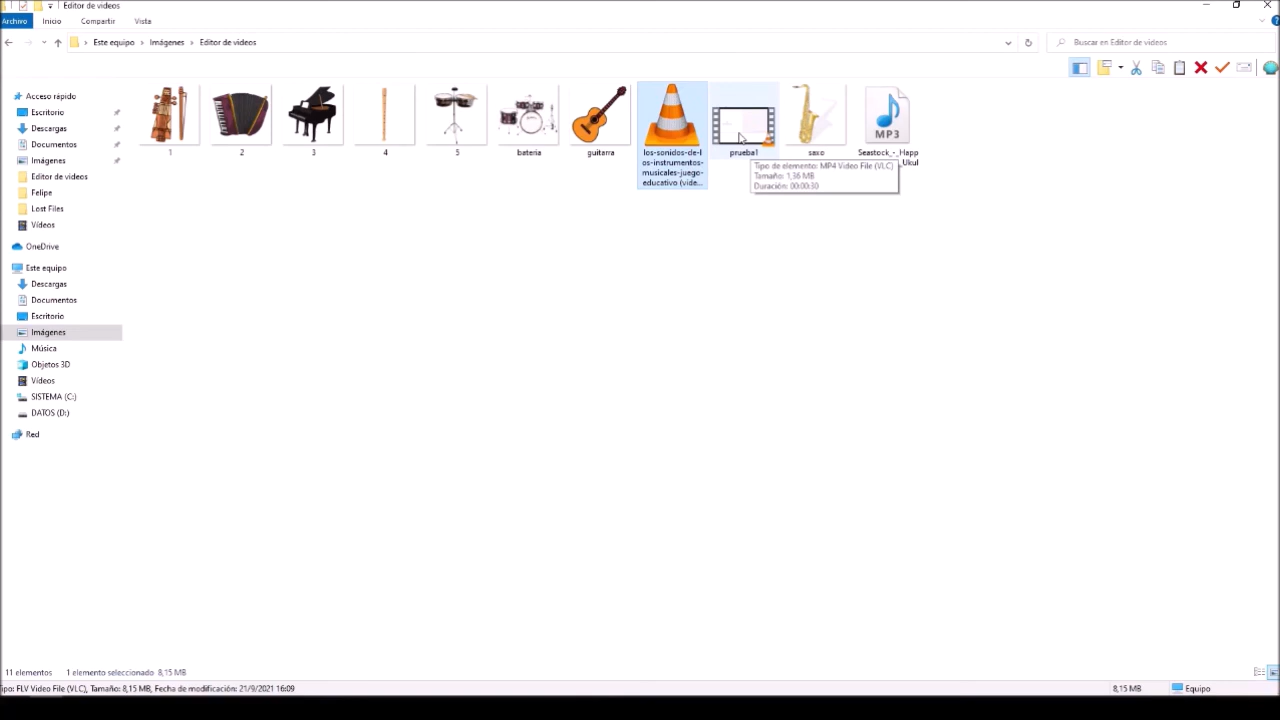 Editor de videos
Archivo Inicio Compartir Vista
Este equipo Imágenes Editor de videos
Buscar en Editor de videos
Acceso rápido
Escritorio
Descargas
Documentos
Imágenes
Editor de videos
Felipe
Lost Files
Vídeos
OneDrive
Este equipo
Descargas
Documentos
Escritorio
Imágenes
Música
Objetos 3D
Vídeos
SISTEMA (C:)
DATOS (D:)
Red
1 2 3 4 5 bateria guitarra
los-sonidos-de-l
os-instrumentos-
musicales-juego-
educativo (vide...
prueba1
saxo
MP3
Seastock_-_Happ
Ukul
Tipo de elemento: MP4 Video File (VLC)
Tamaño: 1,36 MB
Duración: 00:00:30
11 elementos 1 elemento seleccionado 8,15 MB
ipo: FLV Video File (VLC), Tamaño: 8,15 MB, Fecha de modificación: 21/9/2021 16:09
8,15 MB Equipo